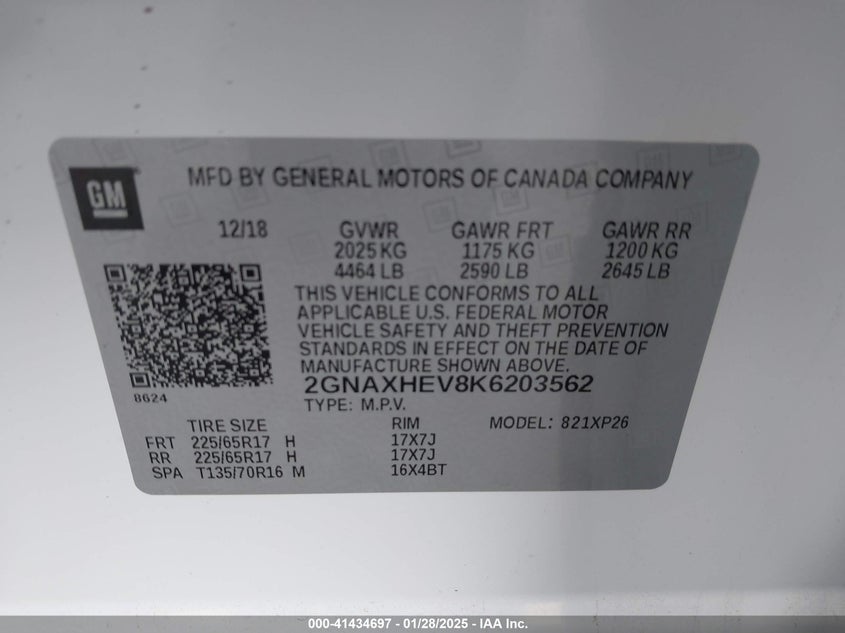 GM
MFD BY GENERAL MOTORS OF CANADA COMPANY
12/18 GVWR GAWR FRT GAWR RR
2025 KG 1175 KG 1200 KG
4464 LB 2590 LB 2645 LB
THIS VEHICLE CONFORMS TO ALL
APPLICABLE U.S. FEDERAL MOTOR
VEHICLE SAFETY AND THEFT PREVENTION
STANDARDS IN EFFECT ON THE DATE OF
MANUFACTURE SHOWN ABOVE.
8624
2GNAXHEV8K6203562
TYPE: M.P.V.
TIRE SIZE RIM MODEL: 821XP26
FRT 225/65R17 H 17X7J
RR 225/65R17 H 17X7J
SPA T135/70R16 M 16X4BT
000-41434697 - 01/28/2025 - IAA Inc.